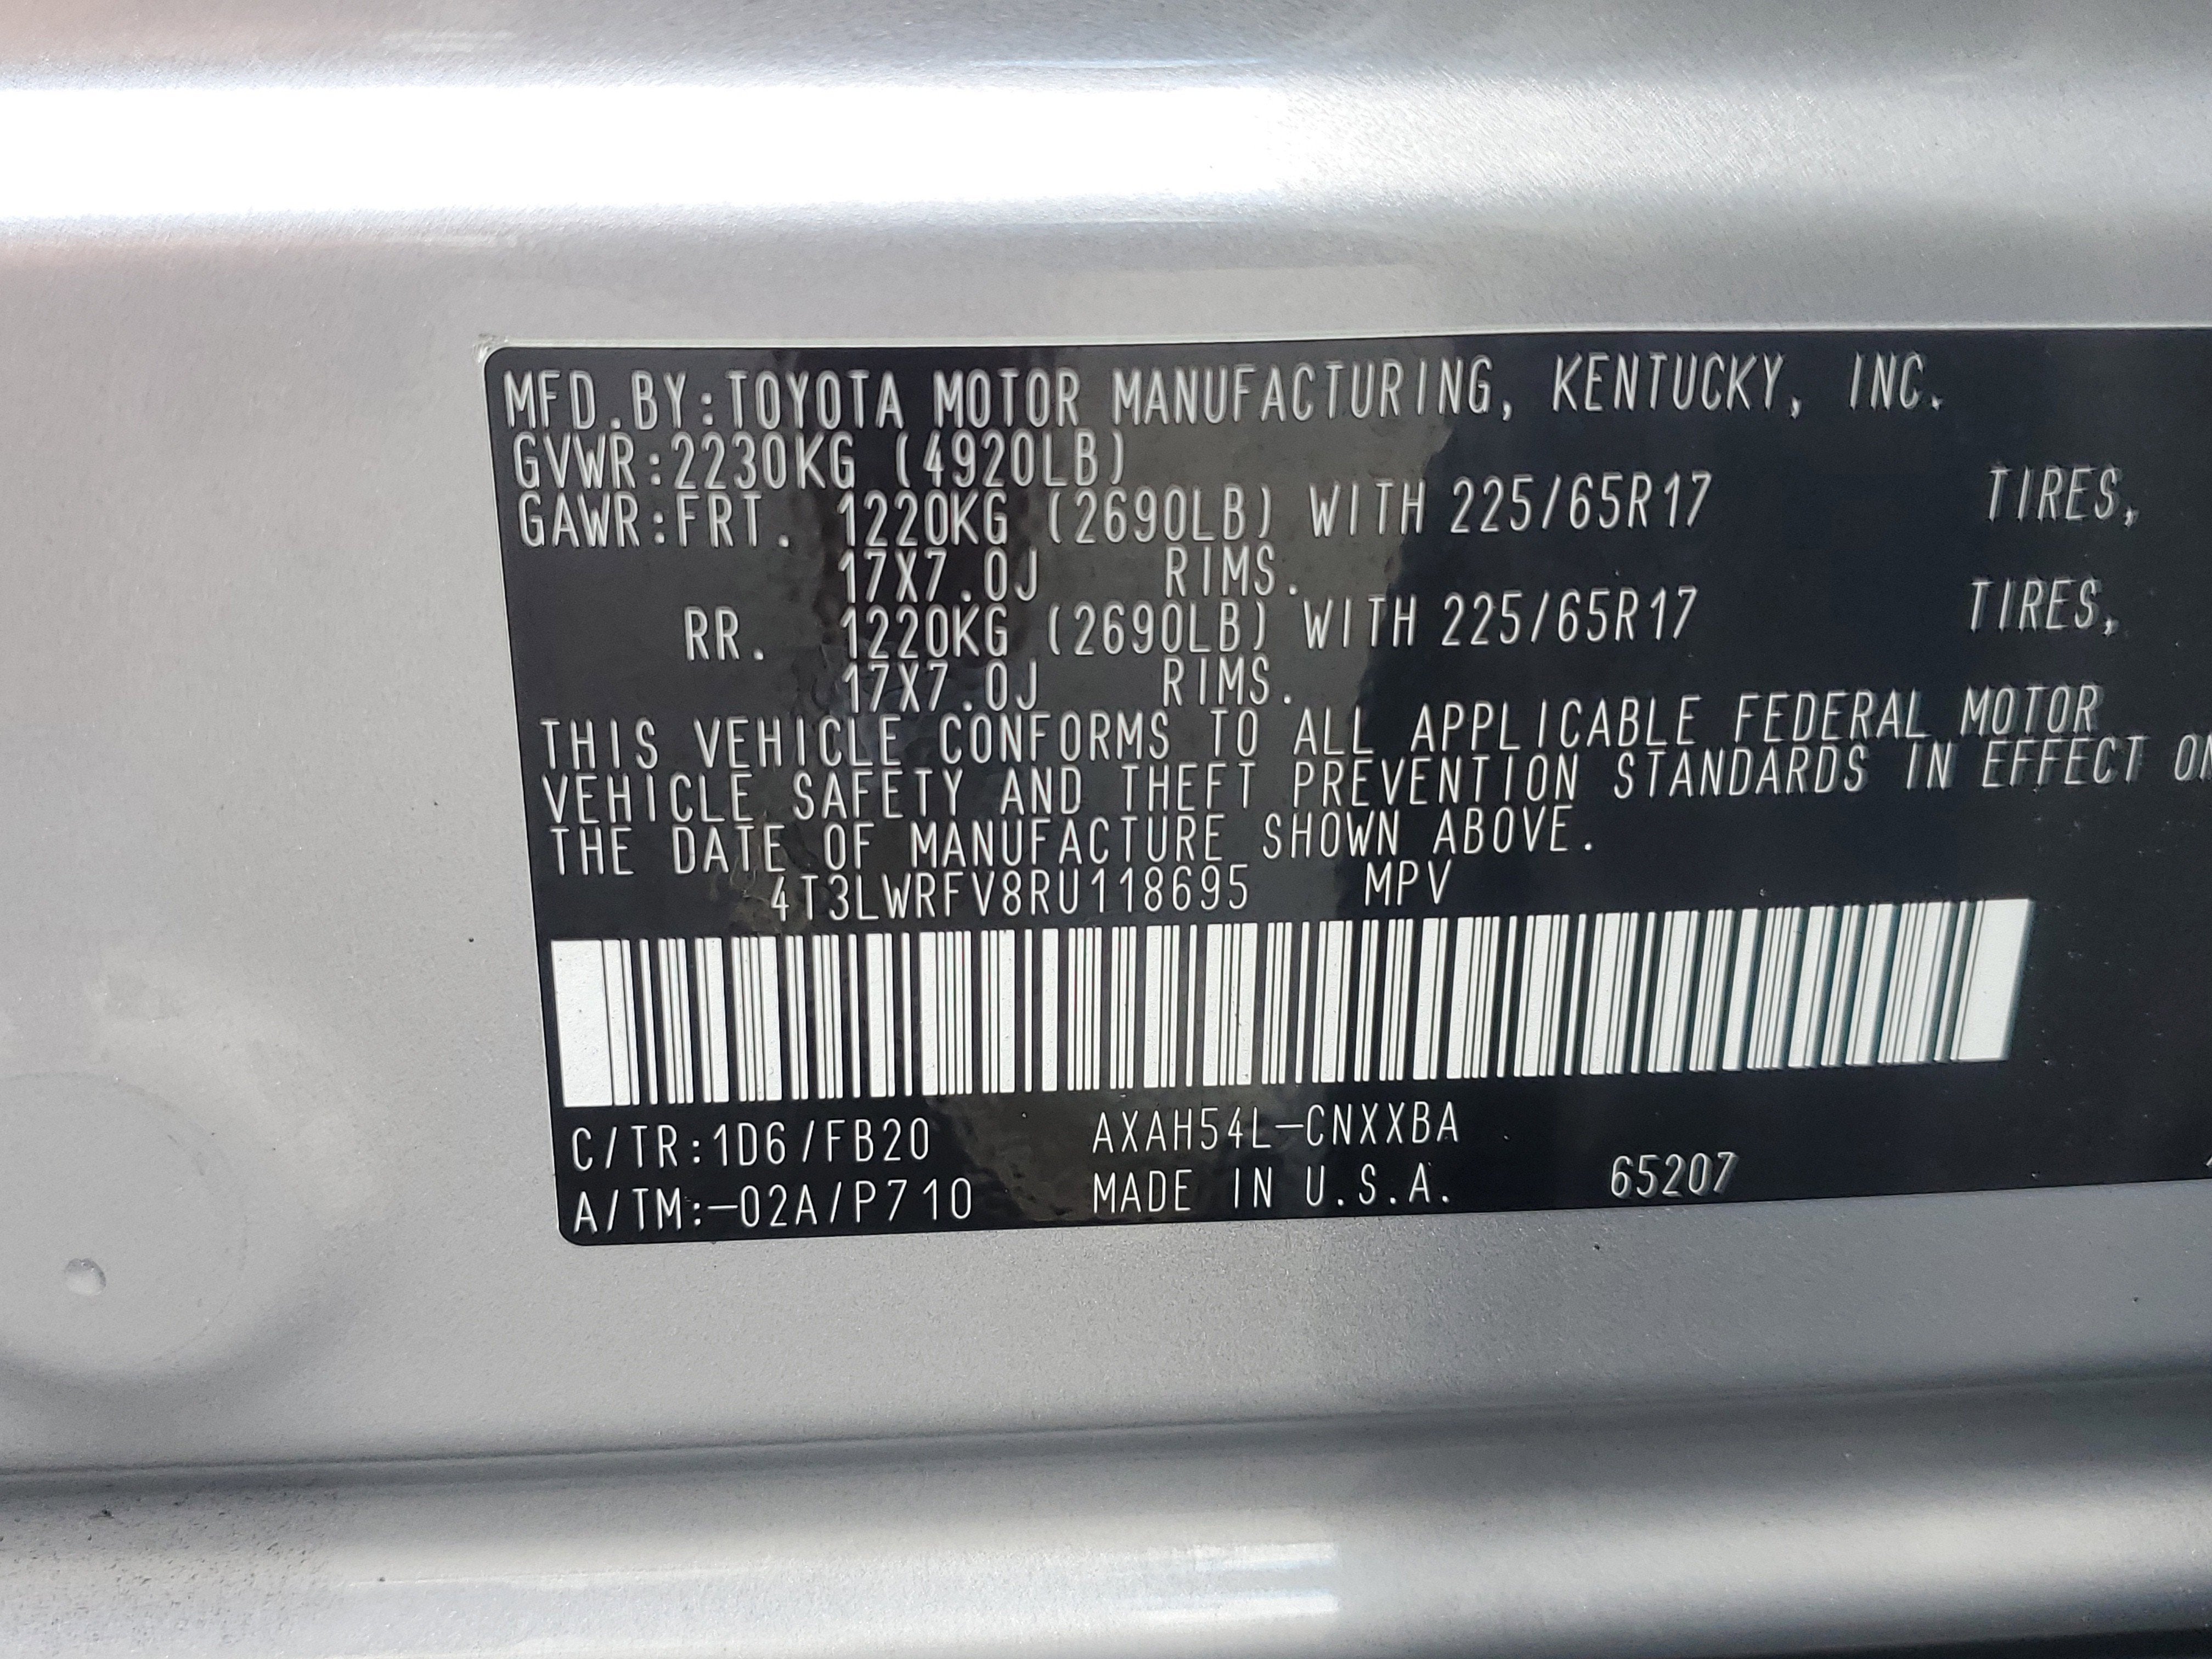 MFD.BY:TOYOTA MOTOR MANUFACTURING, KENTUCKY, INC.
GVWR:2230KG (4920LB)
GAWR:FRT. 1220KG (2690LB) WITH 225/65R17 TIRES,
17X7.0J RIMS.
RR. 1220KG (2690LB) WITH 225/65R17 TIRES,
17X7.0J RIMS.
THIS VEHICLE CONFORMS TO ALL APPLICABLE FEDERAL MOTOR
VEHICLE SAFETY AND THEFT PREVENTION STANDARDS IN EFFECT ON
THE DATE OF MANUFACTURE SHOWN ABOVE.
4T3LWRFV8RU118695 MPV
C/TR:1D6/FB20 AXAH54L-CNXXBA
A/TM:-02A/P710 MADE IN U.S.A. 65207